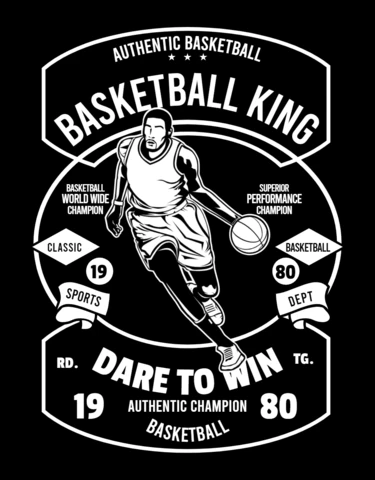 AUTHENTIC BASKETBALL
BASKETBALL KING
BASKETBALL
WORLD WIDE
CHAMPION
SUPERIOR
PERFORMANCE
CHAMPION
CLASSIC
BASKETBALL
19
80
SPORTS
DEPT
RD.
DARE TO WIN
TG.
19
AUTHENTIC CHAMPION
80
BASKETBALL